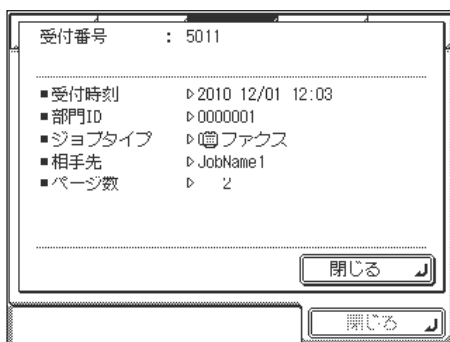 受付番号 : 5011
■受付時刻 ▷2010 12/01 12:03
■部門ID ▷0000001
■ジョブタイプ ▷ファクス
■相手先 ▷JobName1
■ページ数 ▷ 2
閉じる
閉じる